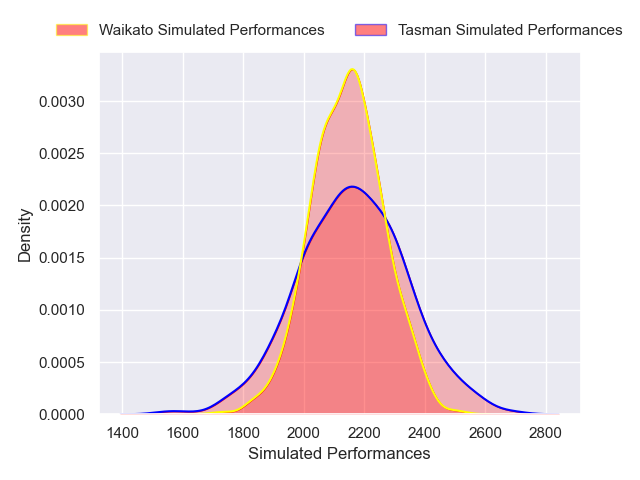 Waikato Simulated Performances
Tasman Simulated Performances
0.0030
0.0025
0.0020
0.0015
0.0010
0.0005
0.0000
Density
1400 1600 1800 2000 2200 2400 2600 2800
Simulated Performances